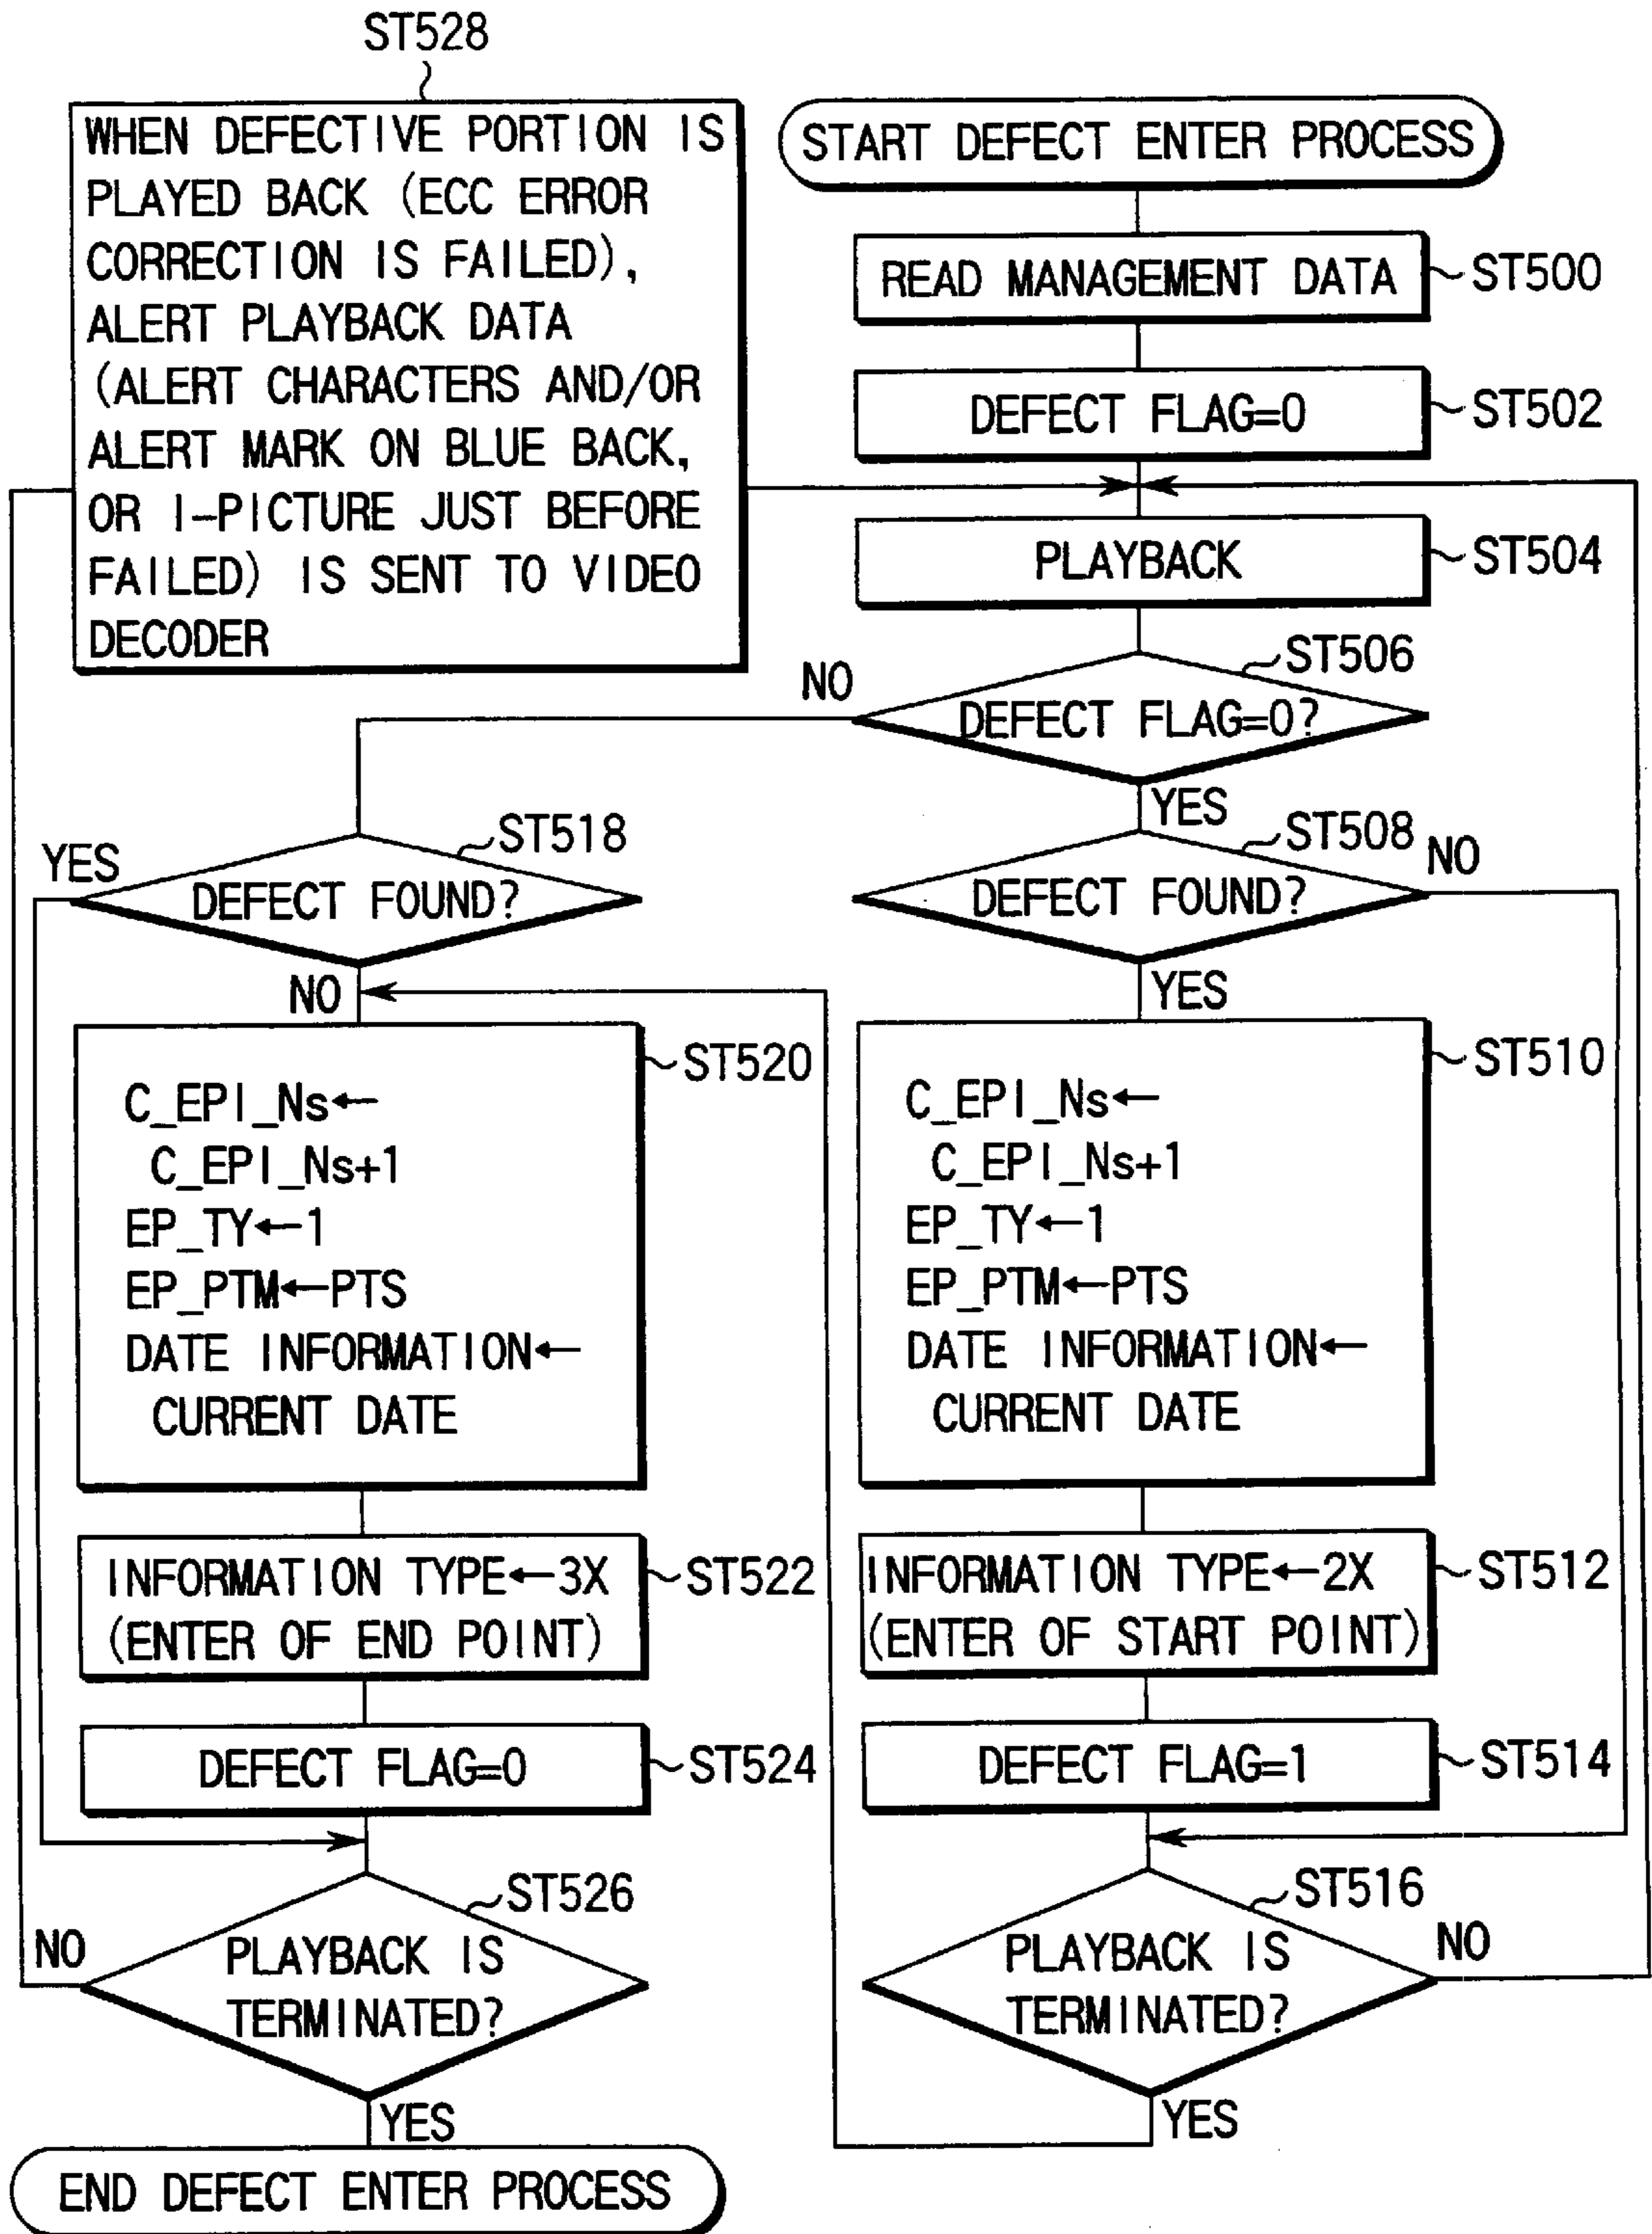 ST528
WHEN DEFECTIVE PORTION IS
PLAYED BACK (ECC ERROR
CORRECTION IS FAILED),
ALERT PLAYBACK DATA
(ALERT CHARACTERS AND/OR
ALERT MARK ON BLUE BACK,
OR I-PICTURE JUST BEFORE
FAILED) IS SENT TO VIDEO
DECODER
START DEFECT ENTER PROCESS
READ MANAGEMENT DATA
ST500
DEFECT FLAG=0
ST502
PLAYBACK
ST504
ST506
NO
DEFECT FLAG=0?
YES
ST518
YES
DEFECT FOUND?
NO
ST508
NO
DEFECT FOUND?
YES
ST520
C_EPI_Ns←
C_EPI_Ns+1
EP_TY←1
EP_PTM←PTS
DATE INFORMATION←
CURRENT DATE
ST510
C_EPI_Ns←
C_EPI_Ns+1
EP_TY←1
EP_PTM←PTS
DATE INFORMATION←
CURRENT DATE
INFORMATION TYPE←3X
(ENTER OF END POINT)
ST522
INFORMATION TYPE←2X
(ENTER OF START POINT)
ST512
DEFECT FLAG=0
ST524
DEFECT FLAG=1
ST514
ST526
NO
PLAYBACK IS
TERMINATED?
YES
ST516
NO
PLAYBACK IS
TERMINATED?
YES
END DEFECT ENTER PROCESS